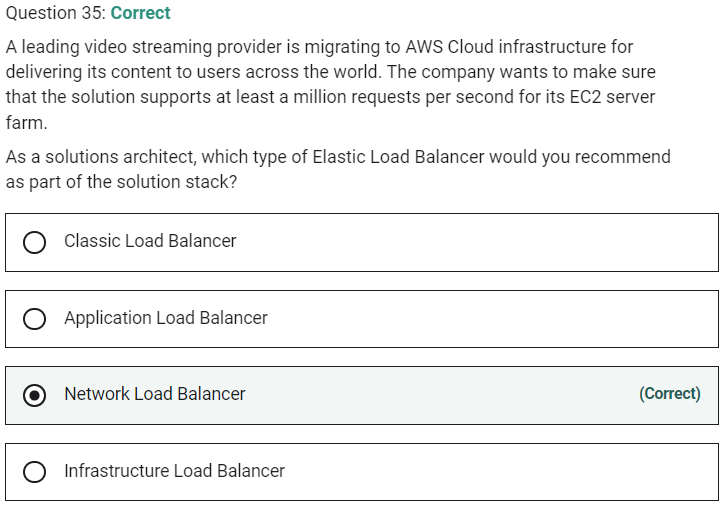 Question 35: Correct
A leading video streaming provider is migrating to AWS Cloud infrastructure for
delivering its content to users across the world. The company wants to make sure
that the solution supports at least a million requests per second for its EC2 server
farm.
As a solutions architect, which type of Elastic Load Balancer would you recommend
as part of the solution stack?
Classic Load Balancer
Application Load Balancer
Network Load Balancer (Correct)
Infrastructure Load Balancer